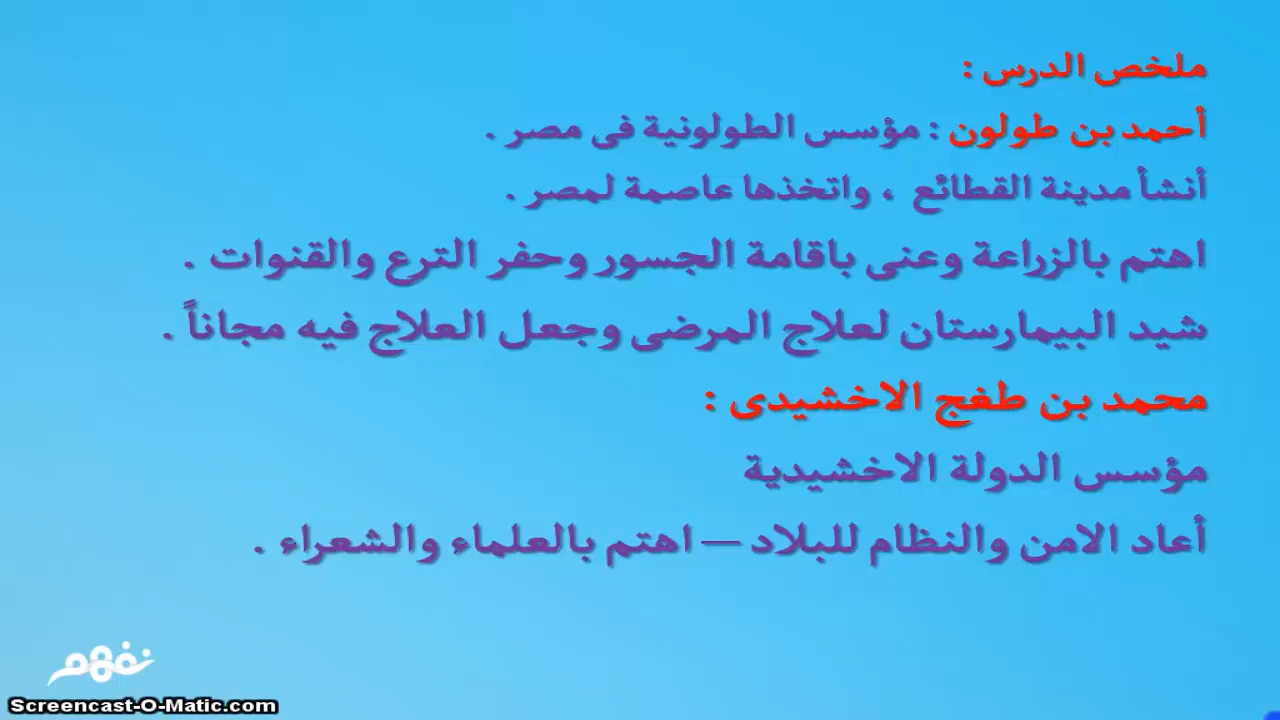 ملخص الدرس :
أحمد بن طولون : مؤسس الطولونية فى مصر .
أنشأ مدينة القطائع ، واتخذها عاصمة لمصر .
اهتم بالزراعة وعنى باقامة الجسور وحفر الترع والقنوات .
شيد البيمارستان لعلاج المرضى وجعل العلاج فيه مجاناً .
محمد بن طغج الاخشيدى :
مؤسس الدولة الاخشيدية
أعاد الامن والنظام للبلاد — اهتم بالعلماء والشعراء .
نفهم
Screencast-O-Matic.com